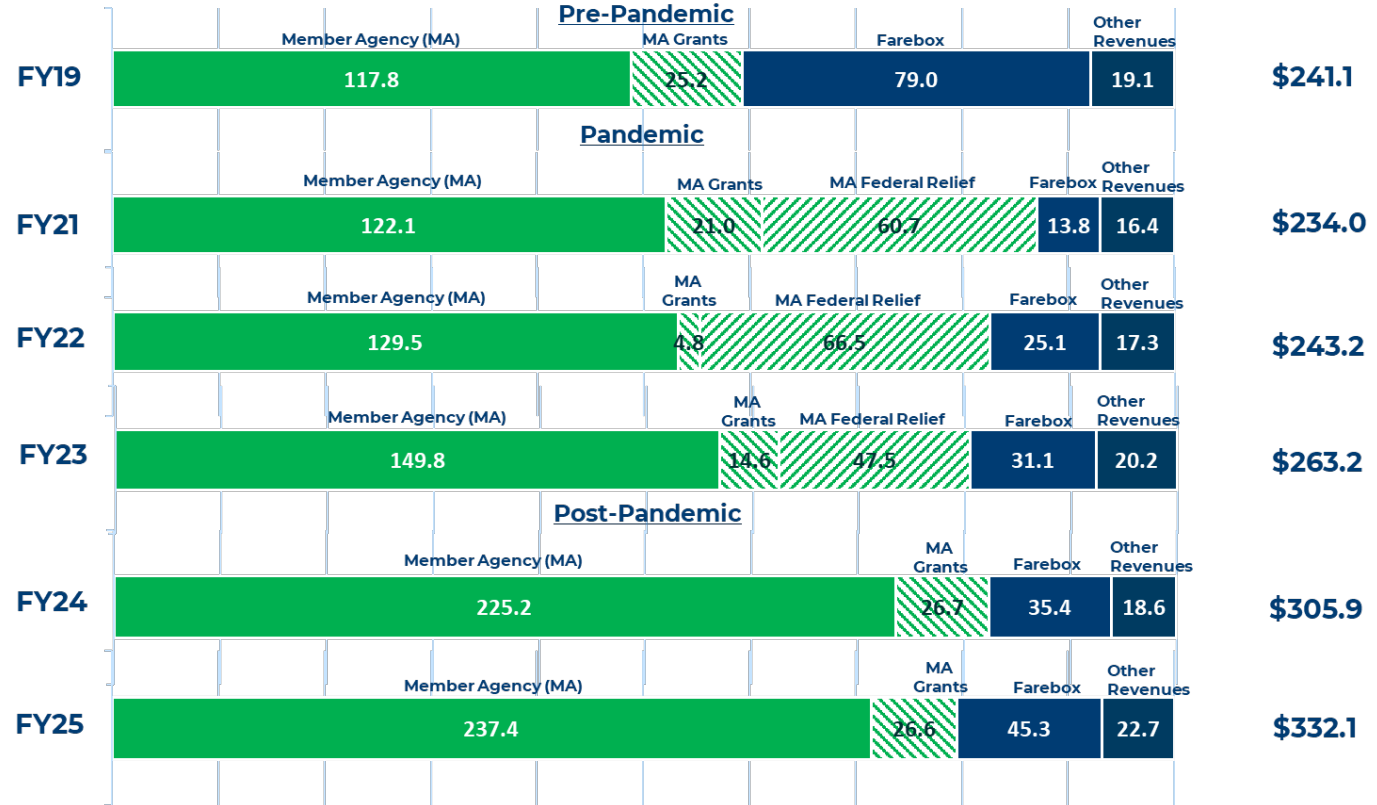 Pre-Pandemic
Member Agency (MA) MA Grants Farebox Other Revenues
FY19 117.8 25.2 79.0 19.1 $241.1
Pandemic
Member Agency (MA) MA Grants MA Federal Relief Farebox Other Revenues
FY21 122.1 21.0 60.7 13.8 16.4 $234.0
Member Agency (MA) MA Grants MA Federal Relief Farebox Other Revenues
FY22 129.5 4.8 66.5 25.1 17.3 $243.2
Member Agency (MA) MA Grants MA Federal Relief Farebox Other Revenues
FY23 149.8 14.6 47.5 31.1 20.2 $263.2
Post-Pandemic
Member Agency (MA) MA Grants Farebox Other Revenues
FY24 225.2 26.7 35.4 18.6 $305.9
Member Agency (MA) MA Grants Farebox Other Revenues
FY25 237.4 26.6 45.3 22.7 $332.1